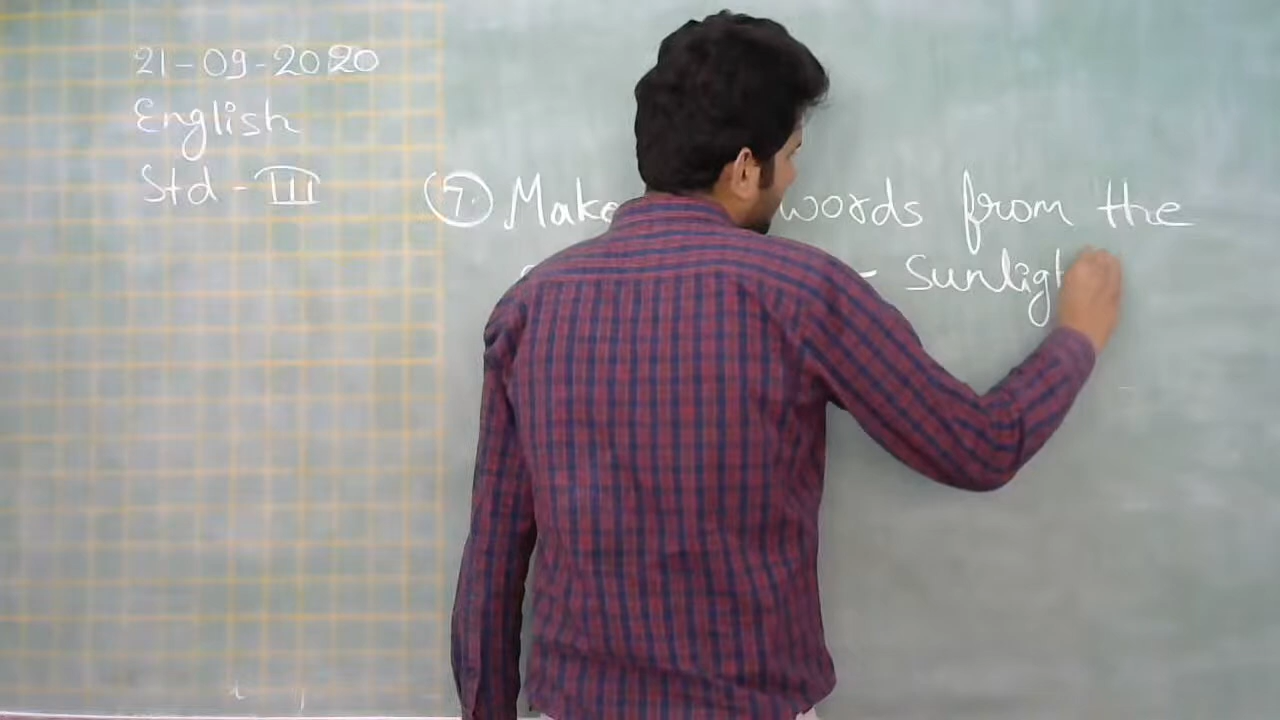 21-09-2020
English
Std - III
(7.) Make words from the
- sunligh